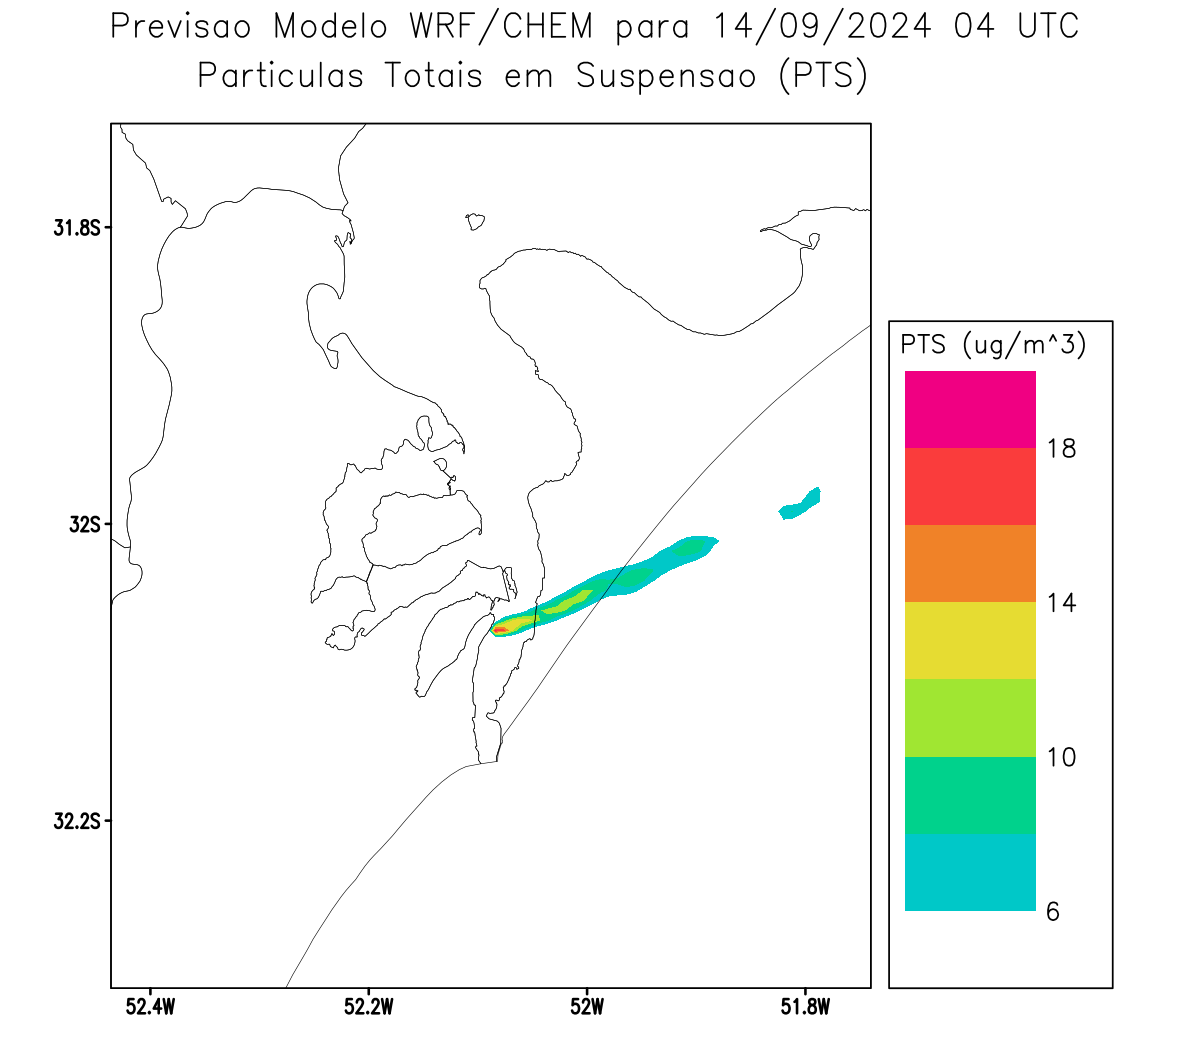 Previsao Modelo WRF/CHEM para 14/09/2024 04 UTC
Particulas Totais em Suspensao (PTS)
31.8S
32S
32.2S
52.4W
52.2W
52W
51.8W
PTS (ug/m^3)
18
14
10
6